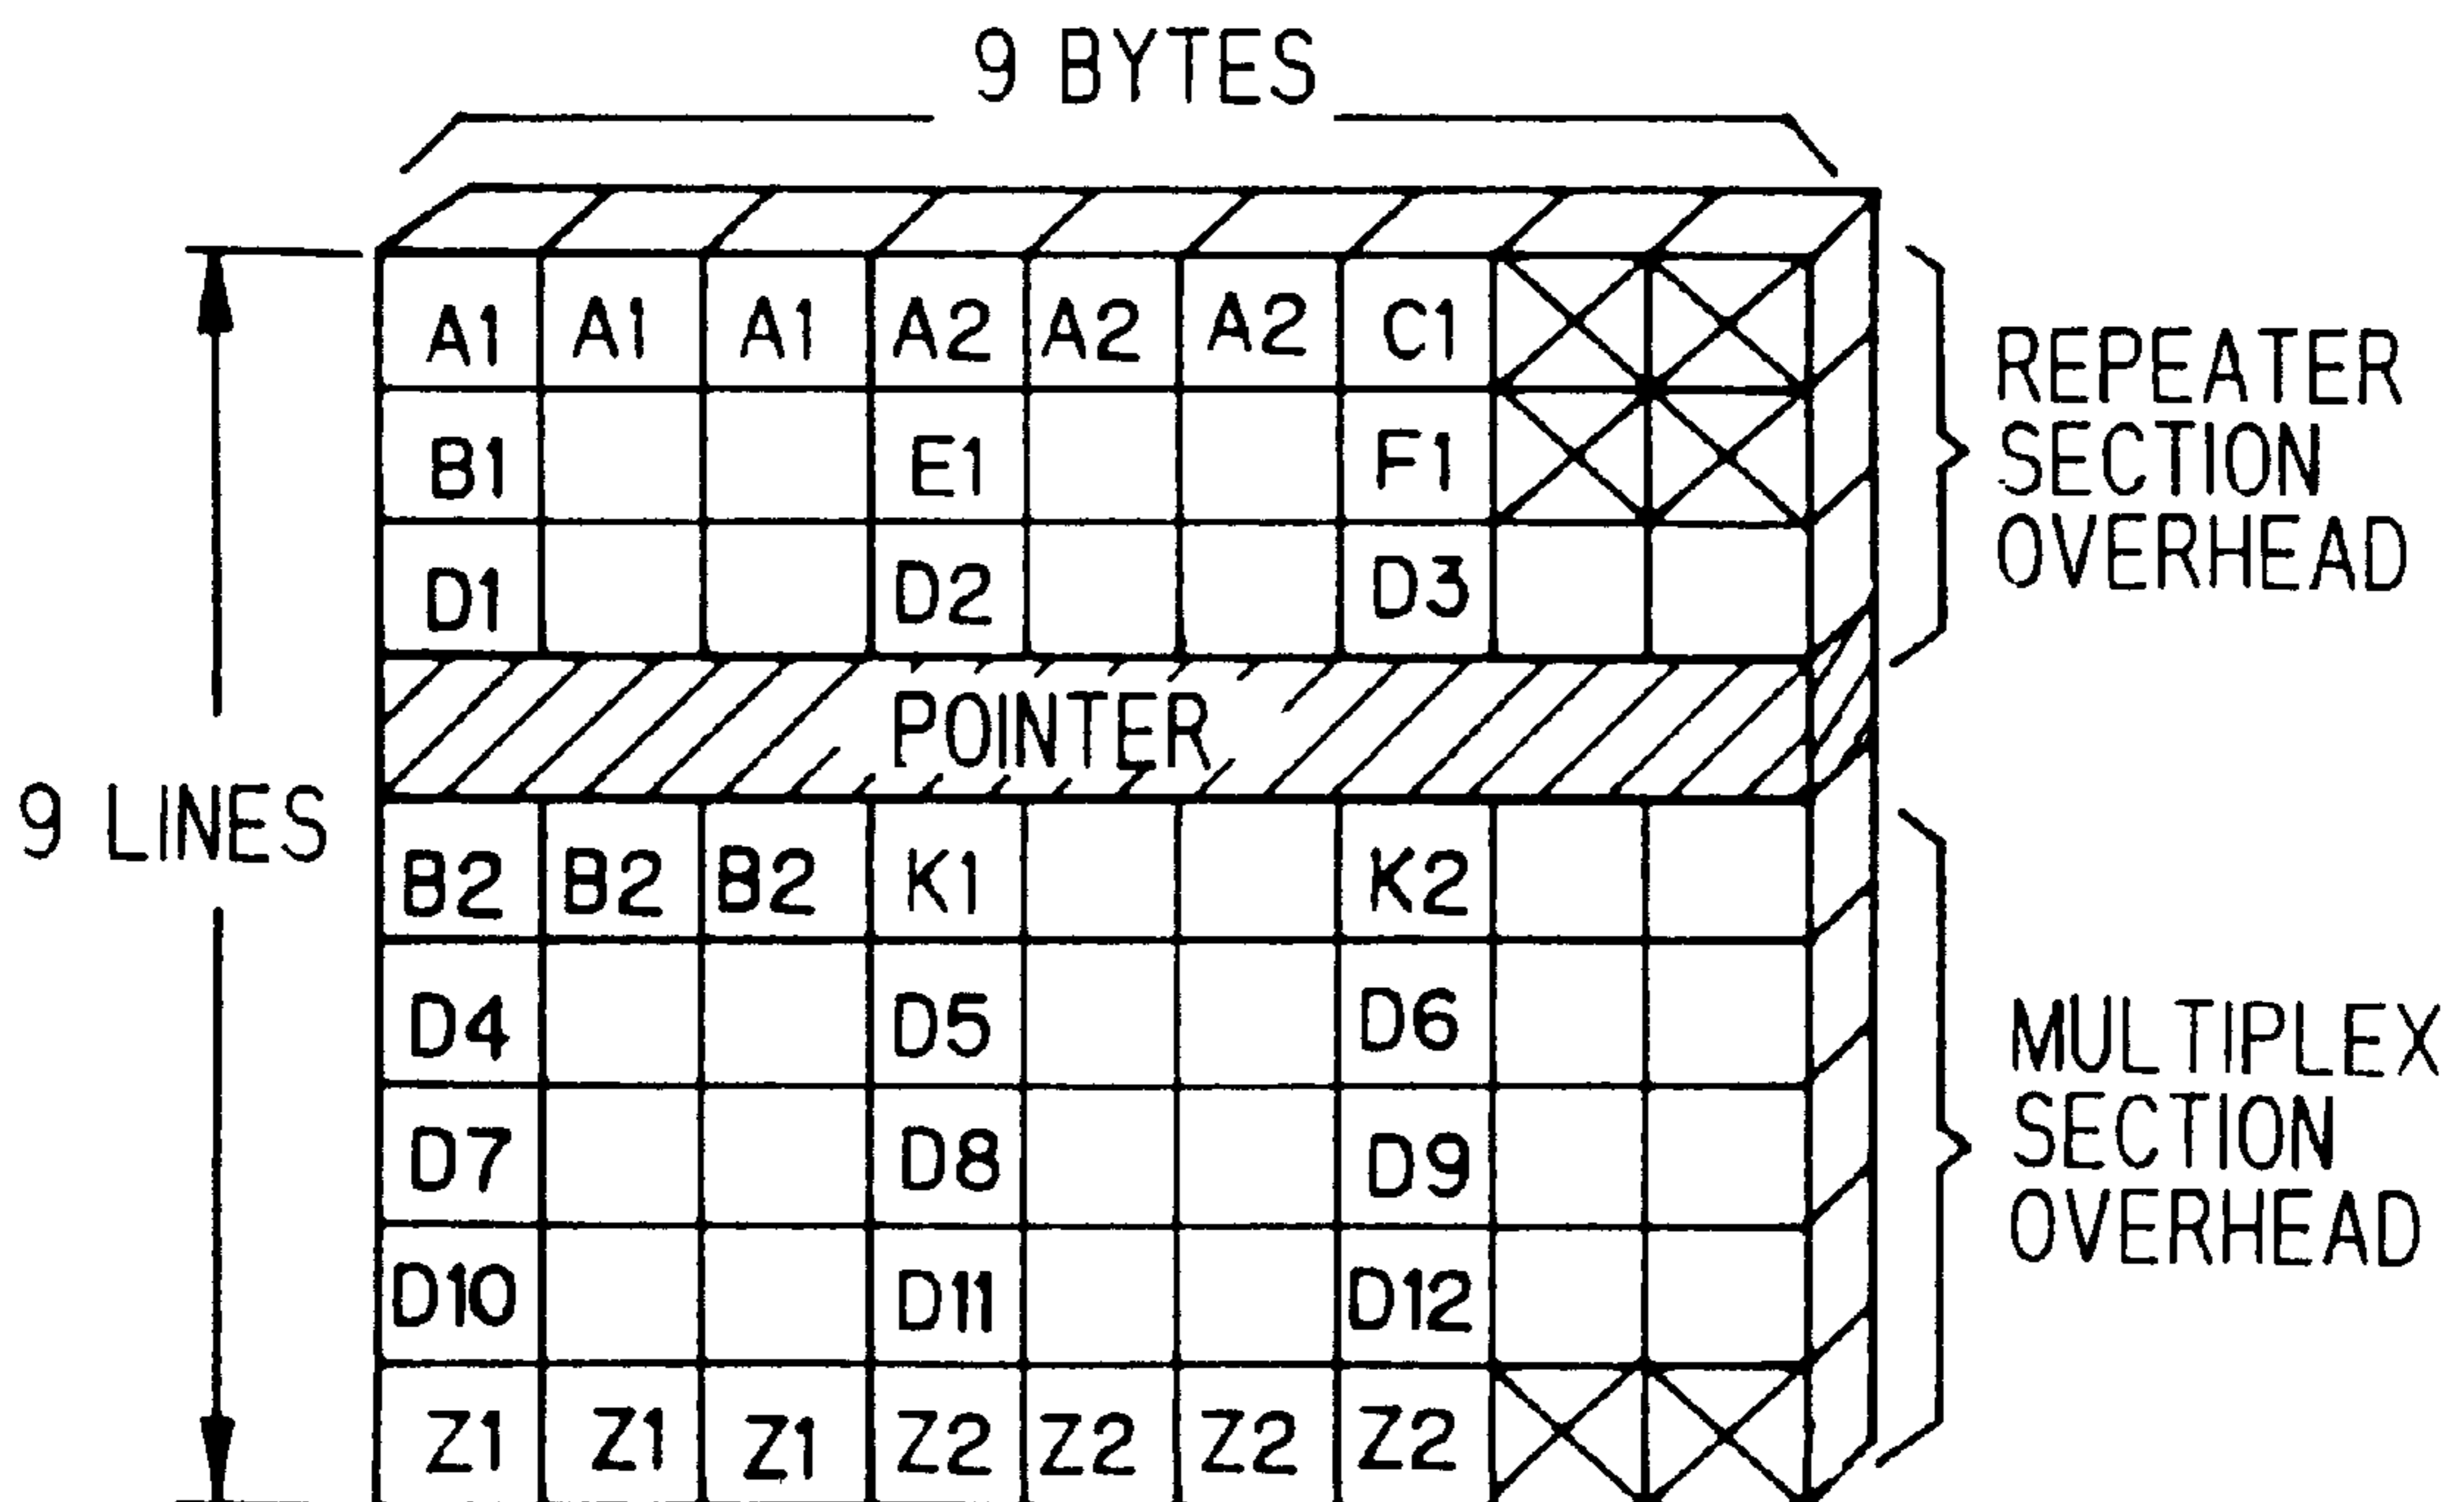 9 BYTES
A1 A1 A1 A2 A2 A2 C1
B1 E1 F1
D1 D2 D3
REPEATER
SECTION
OVERHEAD
POINTER
9 LINES
B2 B2 B2 K1 K2
D4 D5 D6
D7 D8 D9
D10 D11 D12
Z1 Z1 Z1 Z2 Z2 Z2 Z2
MULTIPLEX
SECTION
OVERHEAD